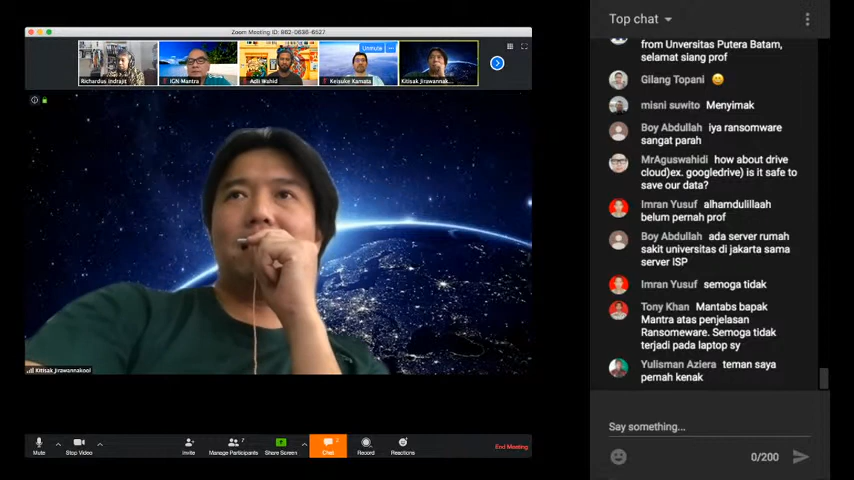 Zoom Meeting ID: 862-0636-6527
Unmute
Richardus Indrajit
IGN Mantra
Adli Wahid
Keisuke Kamata
Kitisak Jirawannak...
Kitisak Jirawannakool
Mute
Stop Video
Invite
Manage Participants
7
Share Screen
Chat
2
Record
Reactions
End Meeting
Top chat
from Unversitas Putera Batam,
selamat siang prof
Gilang Topani 😀
misni suwito Menyimak
Boy Abdullah iya ransomware
sangat parah
MrAguswahidi how about drive
cloud)ex. googledrive) is it safe to
save our data?
Imran Yusuf alhamdulillaah
belum pernah prof
Boy Abdullah ada server rumah
sakit universitas di jakarta sama
server ISP
Imran Yusuf semoga tidak
Tony Khan Mantabs bapak
Mantra atas penjelasan
Ransomeware. Semoga tidak
terjadi pada laptop sy
Yulisman Aziera teman saya
pernah kenak
Say something...
0/200